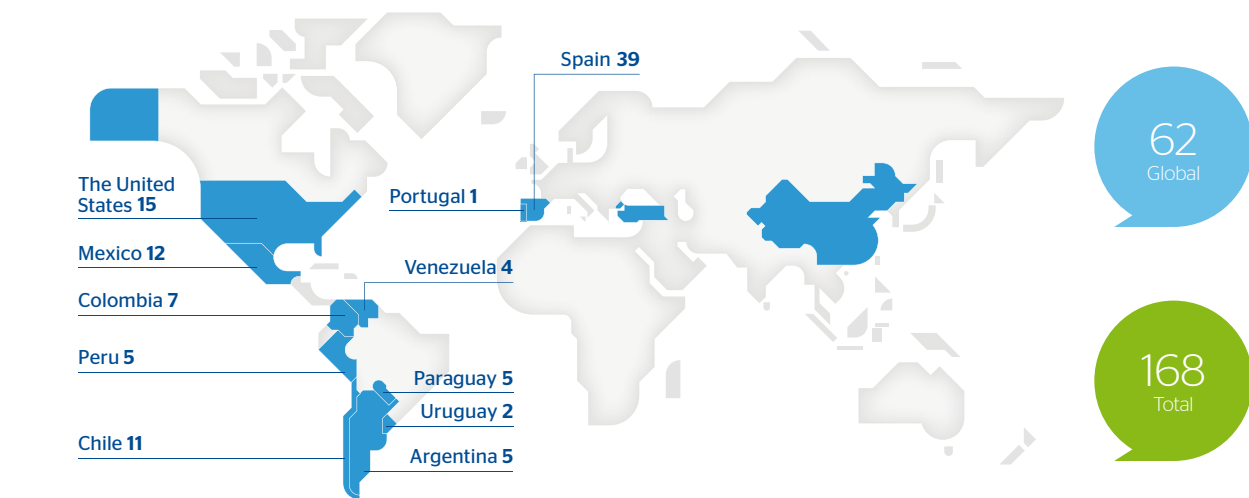 Spain 39
62
Global
The United
States 15
Portugal 1
Mexico 12
Venezuela 4
Colombia 7
Peru 5
168
Total
Paraguay 5
Uruguay 2
Chile 11
Argentina 5